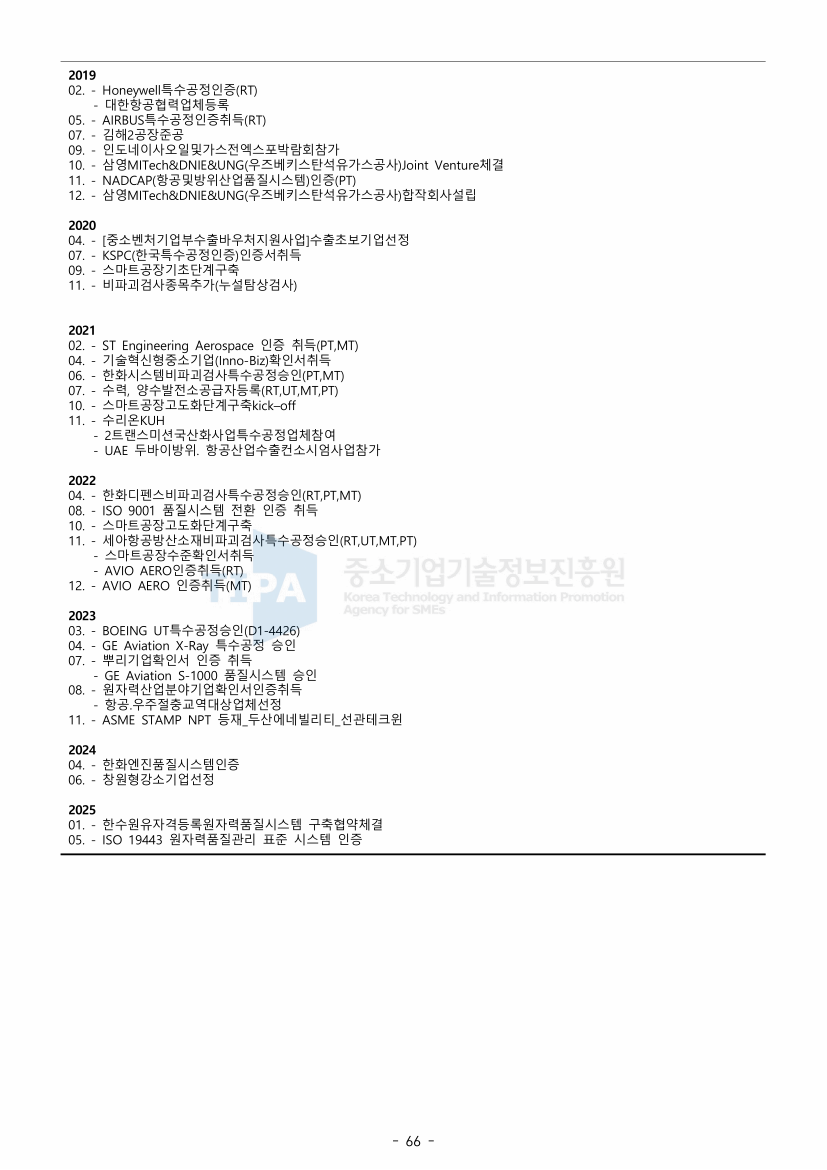 2019
02. - Honeywell특수공정인증(RT)
- 대한항공협력업체등록
05. - AIRBUS특수공정인증취득(RT)
07. - 김해2공장준공
09. - 인도네이사오일및가스전엑스포박람회참가
10. - 삼영MITech&DNIE&UNG(우즈베키스탄석유가스공사)Joint Venture체결
11. - NADCAP(항공및방위산업품질시스템)인증(PT)
12. - 삼영MITech&DNIE&UNG(우즈베키스탄석유가스공사)합작회사설립
2020
04. - [중소벤처기업부수출바우처지원사업]수출초보기업선정
07. - KSPC(한국특수공정인증)인증서취득
09. - 스마트공장기초단계구축
11. - 비파괴검사종목추가(누설탐상검사)
2021
02. - ST Engineering Aerospace 인증 취득(PT,MT)
04. - 기술혁신형중소기업(Inno-Biz)확인서취득
06. - 한화시스템비파괴검사특수공정승인(PT,MT)
07. - 수력, 양수발전소공급자등록(RT,UT,MT,PT)
10. - 스마트공장고도화단계구축kick–off
11. - 수리온KUH
- 2트랜스미션국산화사업특수공정업체참여
- UAE 두바이방위. 항공산업수출컨소시엄사업참가
2022
04. - 한화디펜스비파괴검사특수공정승인(RT,PT,MT)
08. - ISO 9001 품질시스템 전환 인증 취득
10. - 스마트공장고도화단계구축
11. - 세아항공방산소재비파괴검사특수공정승인(RT,UT,MT,PT)
- 스마트공장수준확인서취득
- AVIO AERO인증취득(RT)
12. - AVIO AERO 인증취득(MT)
TIPA 중소기업기술정보진흥원
Korea Technology and Information Promotion
Agency for SMEs
2023
03. - BOEING UT특수공정승인(D1-4426)
04. - GE Aviation X-Ray 특수공정 승인
07. - 뿌리기업확인서 인증 취득
- GE Aviation S-1000 품질시스템 승인
08. - 원자력산업분야기업확인서인증취득
- 항공.우주절충교역대상업체선정
11. - ASME STAMP NPT 등재_두산에네빌리티_선관테크윈
2024
04. - 한화엔진품질시스템인증
06. - 창원형강소기업선정
2025
01. - 한수원유자격등록원자력품질시스템 구축협약체결
05. - ISO 19443 원자력품질관리 표준 시스템 인증
- 66 -